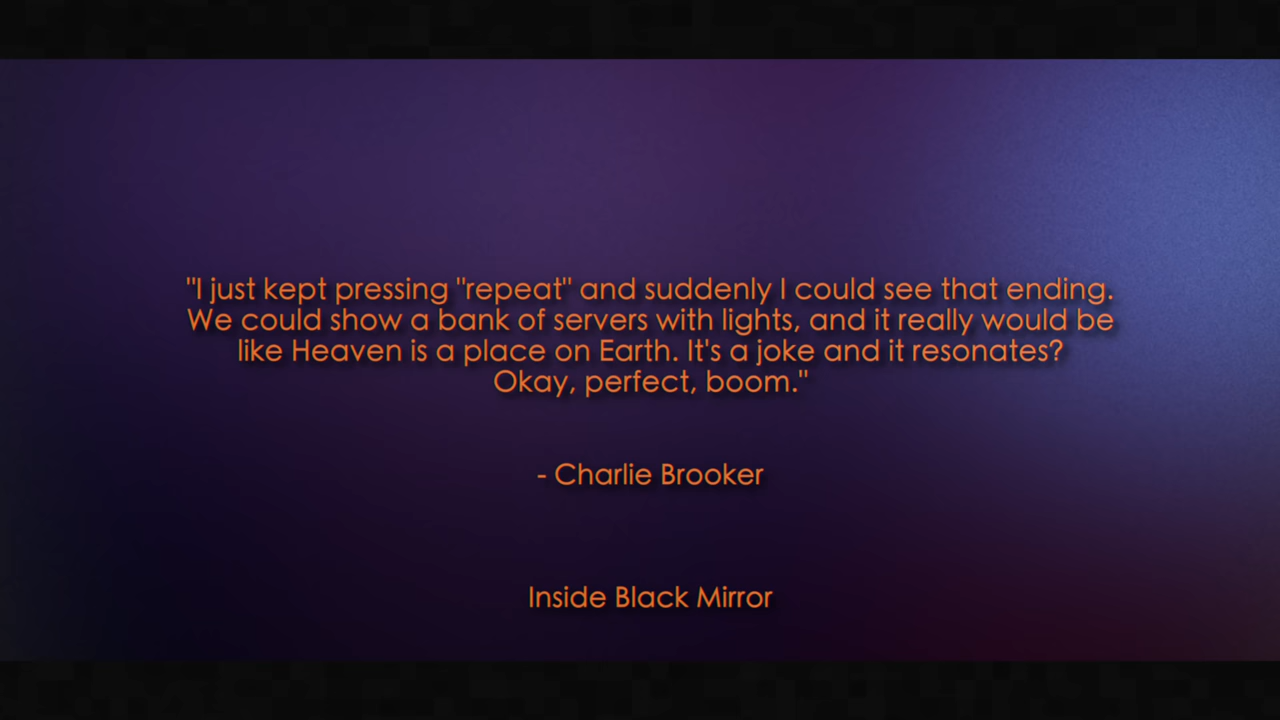 "I just kept pressing "repeat" and suddenly I could see that ending.
We could show a bank of servers with lights, and it really would be
like Heaven is a place on Earth. It's a joke and it resonates?
Okay, perfect, boom."
- Charlie Brooker
Inside Black Mirror